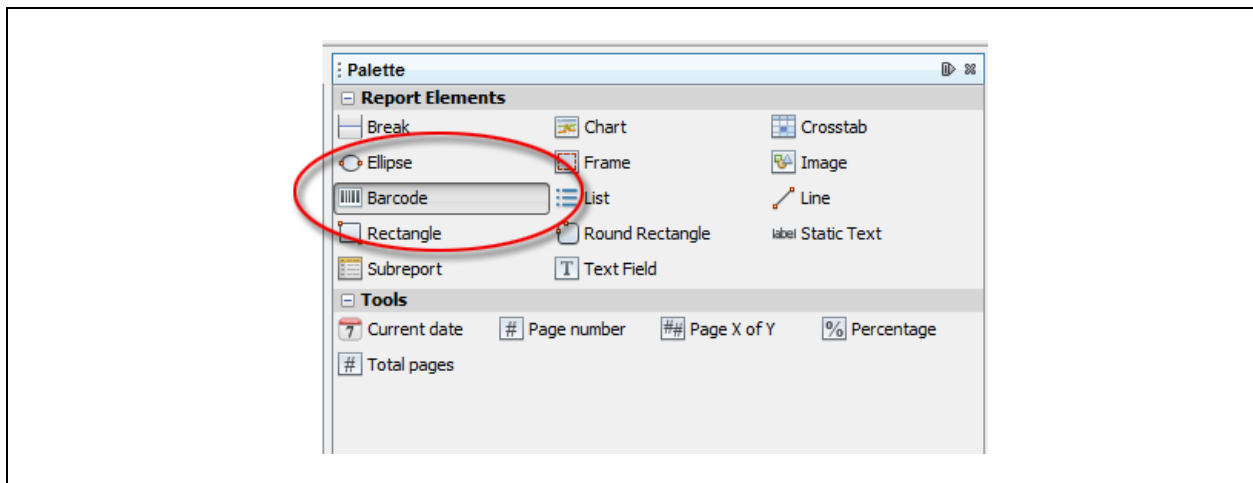 Palette
Report Elements
Break Chart Crosstab
Ellipse Frame Image
Barcode List Line
Rectangle Round Rectangle label Static Text
Subreport T Text Field
Tools
7 Current date # Page number ## Page X of Y % Percentage
# Total pages